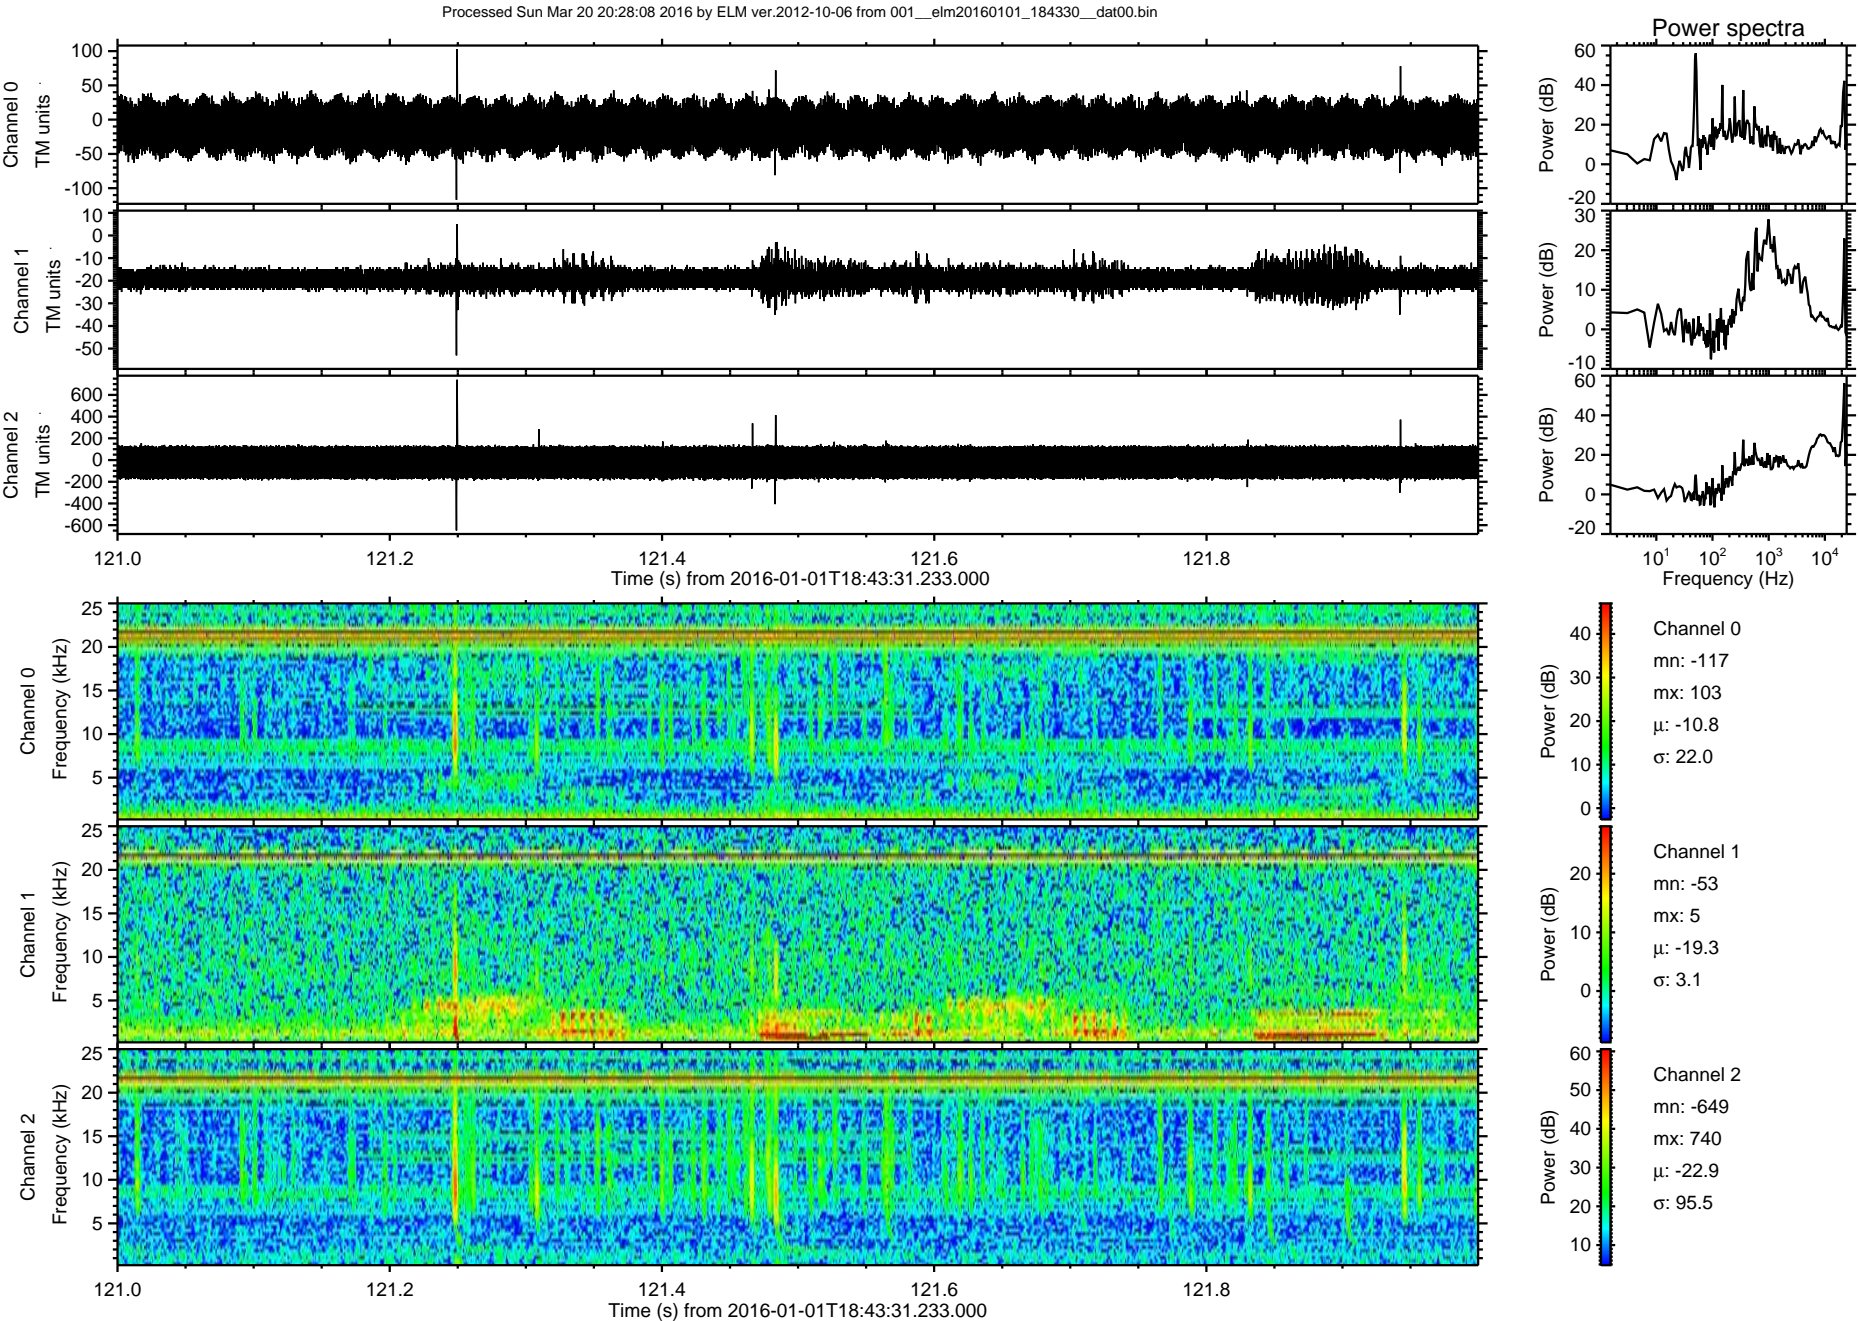 Processed Sun Mar 20 20:28:08 2016 by ELM ver.2012-10-06 from 001__elm20160101_184330__dat00.bin
Power spectra
Channel 0
TM units
100
50
0
-50
-100
Power (dB)
60
40
20
0
-20
Channel 1
TM units
10
0
-10
-20
-30
-40
-50
Power (dB)
30
20
10
0
-10
Channel 2
TM units
600
400
200
0
-200
-400
-600
Power (dB)
60
40
20
0
-20
121.0 121.2 121.4 121.6 121.8
Time (s) from 2016-01-01T18:43:31.233.000
10^1 10^2 10^3 10^4
Frequency (Hz)
Channel 0
Frequency (kHz)
25
20
15
10
5
Power (dB)
40
30
20
10
0
Channel 0
mn: -117
mx: 103
μ: -10.8
σ: 22.0
Channel 1
Frequency (kHz)
25
20
15
10
5
Power (dB)
20
10
0
Channel 1
mn: -53
mx: 5
μ: -19.3
σ: 3.1
Channel 2
Frequency (kHz)
25
20
15
10
5
Power (dB)
60
50
40
30
20
10
Channel 2
mn: -649
mx: 740
μ: -22.9
σ: 95.5
121.0 121.2 121.4 121.6 121.8
Time (s) from 2016-01-01T18:43:31.233.000